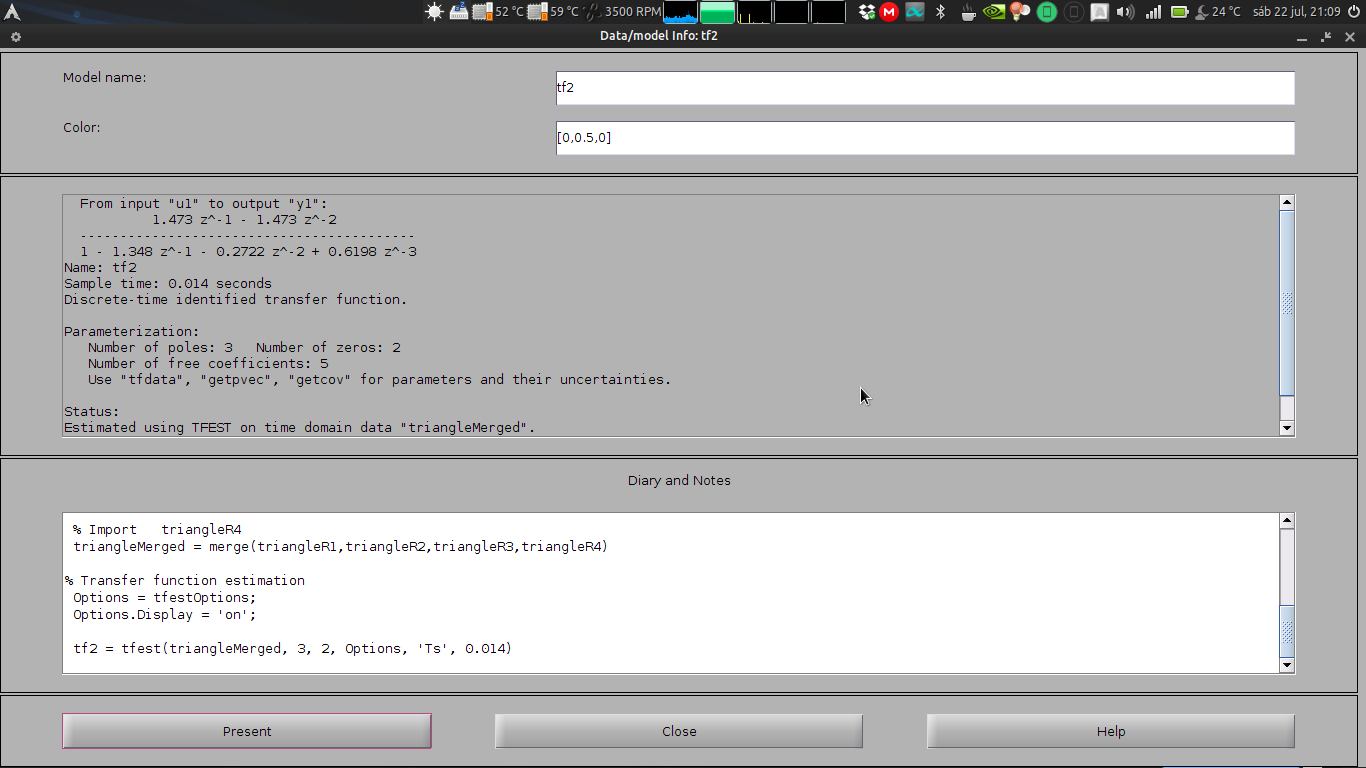 52 °C 59 °C 3500 RPM 24 °C sáb 22 jul, 21:09
Data/model Info: tf2
Model name:
tf2
Color:
[0,0.5,0]
From input "u1" to output "y1":
1.473 z^-1 - 1.473 z^-2
------------------------------------------
1 - 1.348 z^-1 - 0.2722 z^-2 + 0.6198 z^-3
Name: tf2
Sample time: 0.014 seconds
Discrete-time identified transfer function.
Parameterization:
Number of poles: 3   Number of zeros: 2
Number of free coefficients: 5
Use "tfdata", "getpvec", "getcov" for parameters and their uncertainties.
Status:
Estimated using TFEST on time domain data "triangleMerged".
Diary and Notes
% Import   triangleR4
triangleMerged = merge(triangleR1,triangleR2,triangleR3,triangleR4)
% Transfer function estimation
Options = tfestOptions;
Options.Display = 'on';
tf2 = tfest(triangleMerged, 3, 2, Options, 'Ts', 0.014)
Present
Close
Help